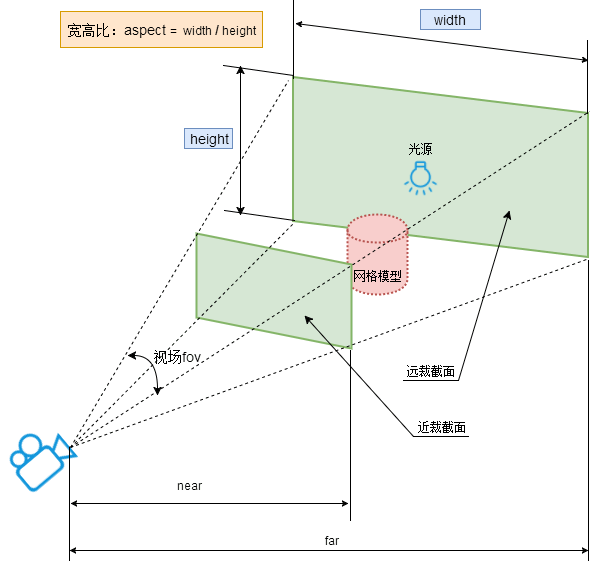 宽高比：aspect = width / height
width
height
光源
网格模型
视场fov
远裁截面
近裁截面
near
far